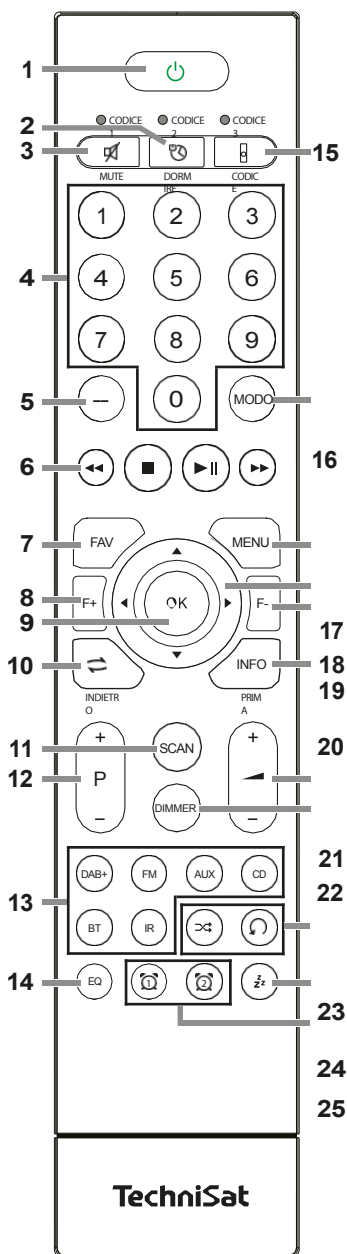 1
CODICE 1
CODICE 2
CODICE 3
2
3
15
MUTE
DORM
IRE
CODIC
E
1
2
3
4
4
5
6
7
8
9
5
--
0
MODO
6
16
7
FAV
MENU
8
F+
OK
F-
9
17
10
INFO
18
INDIETR
O
PRIM
A
19
11
SCAN
20
12
+
P
-
+
-
DIMMER
21
13
DAB+
FM
AUX
CD
22
BT
IR
14
EQ
1
2
z z z
23
24
25
TechniSat